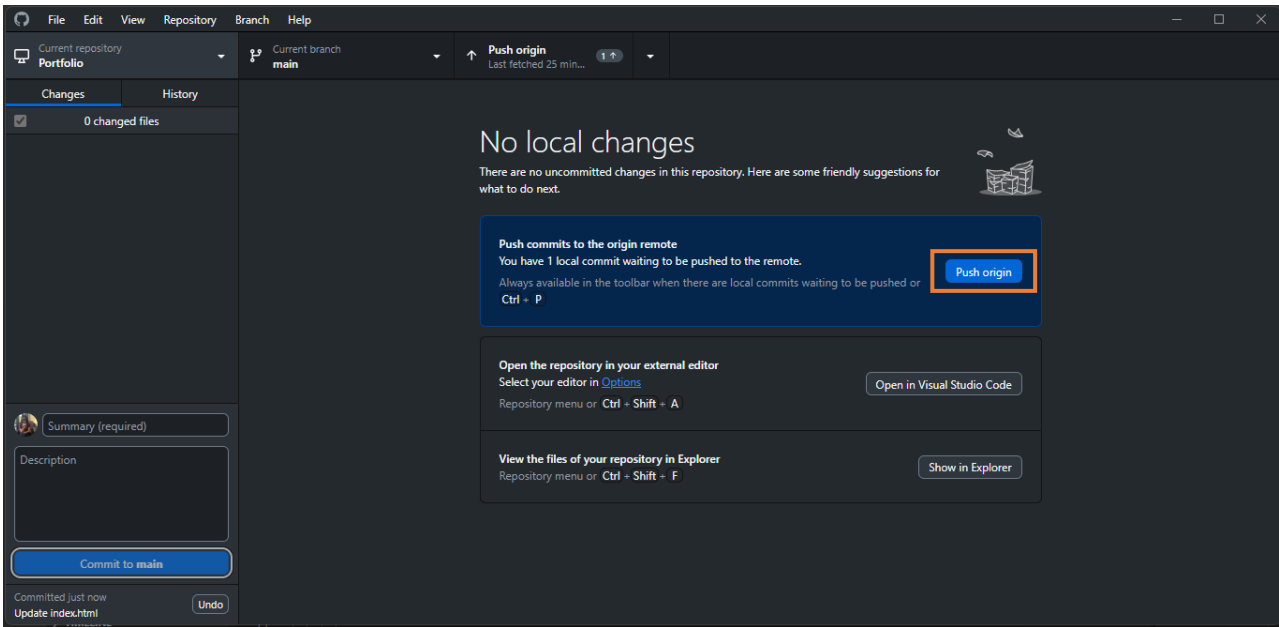 File Edit View Repository Branch Help
Current repository
Portfolio
Current branch
main
Push origin
Last fetched 25 min...
1
Changes History
0 changed files
No local changes
There are no uncommitted changes in this repository. Here are some friendly suggestions for
what to do next.
Push commits to the origin remote
You have 1 local commit waiting to be pushed to the remote.
Always available in the toolbar when there are local commits waiting to be pushed or
Ctrl + P
Push origin
Open the repository in your external editor
Select your editor in Options
Repository menu or Ctrl + Shift + A
Open in Visual Studio Code
View the files of your repository in Explorer
Repository menu or Ctrl + Shift + F
Show in Explorer
Summary (required)
Description
Commit to main
Committed just now
Update index.html
Undo